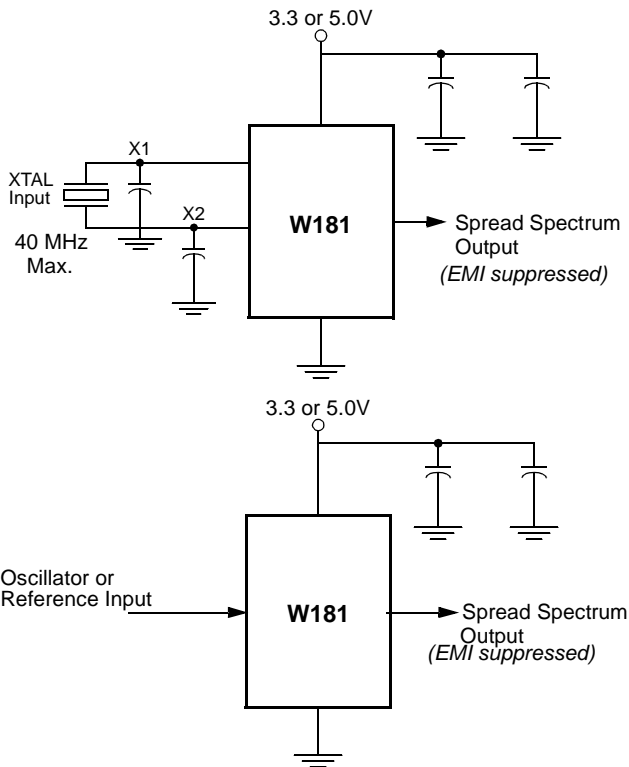 3.3 or 5.0V
X1
XTAL
Input
X2
40 MHz
Max.
W181
Spread Spectrum
Output
(EMI suppressed)
3.3 or 5.0V
Oscillator or
Reference Input
W181
Spread Spectrum
Output
(EMI suppressed)